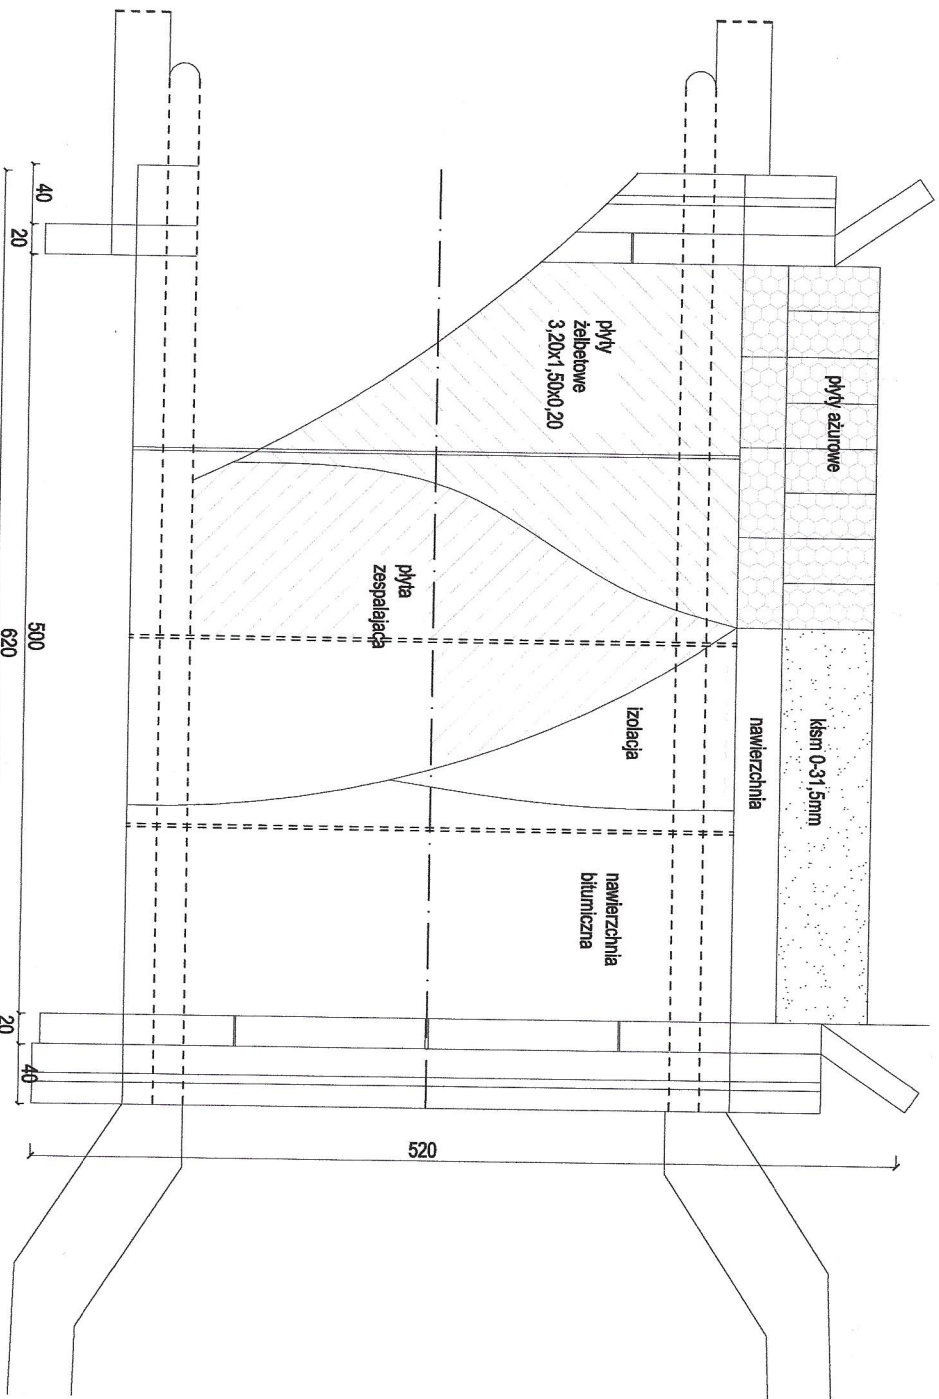 40
20
500
620
20
40
520
płyty
żelbetowe
3,20x1,50x0,20
płyty ażurowe
płyta
zespalająca
izolacja
nawierzchnia
kłsm 0-31,5mm
nawierzchnia
bitumiczna